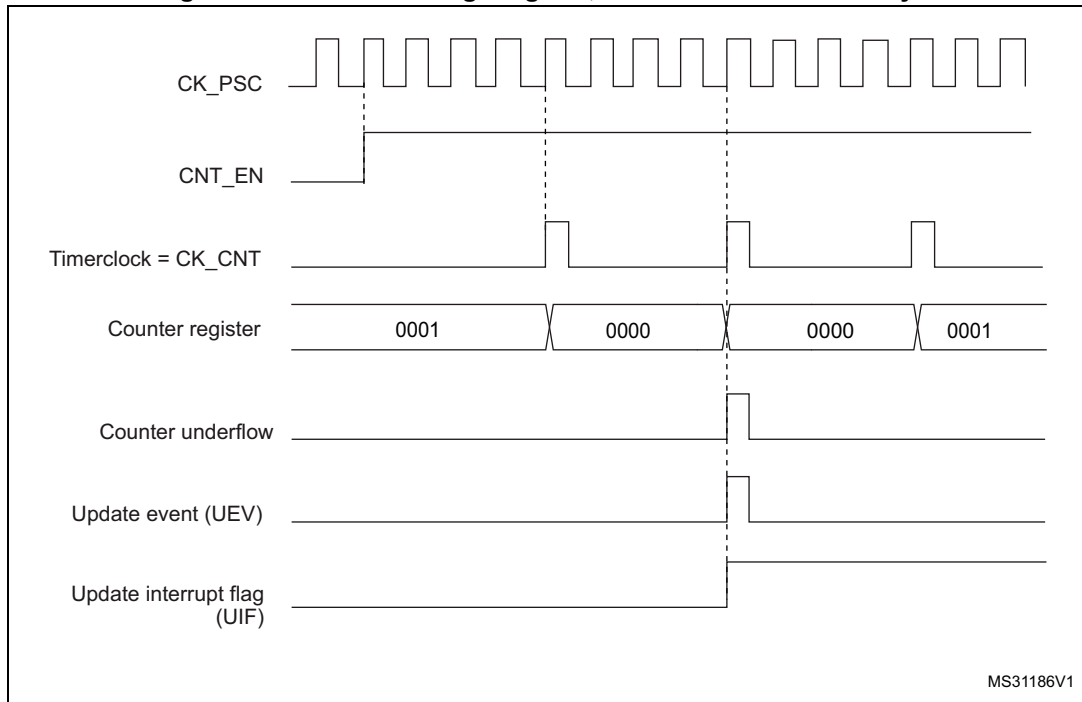 CK_PSC
CNT_EN
Timerclock = CK_CNT
Counter register 0001 0000 0000 0001
Counter underflow
Update event (UEV)
Update interrupt flag
(UIF)
MS31186V1